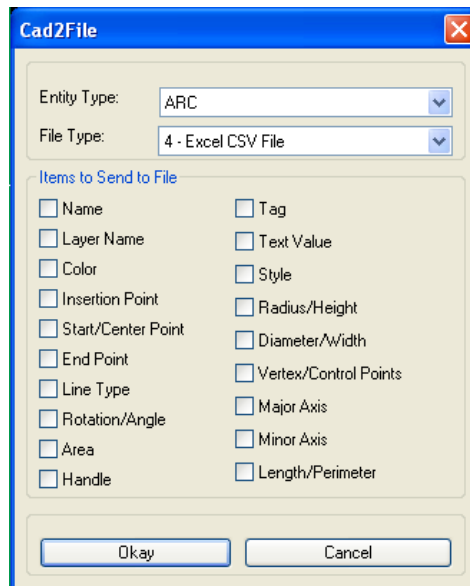 Cad2File
Entity Type: ARC
File Type: 4 - Excel CSV File
Items to Send to File
Name
Layer Name
Color
Insertion Point
Start/Center Point
End Point
Line Type
Rotation/Angle
Area
Handle
Tag
Text Value
Style
Radius/Height
Diameter/Width
Vertex/Control Points
Major Axis
Minor Axis
Length/Perimeter
Okay Cancel